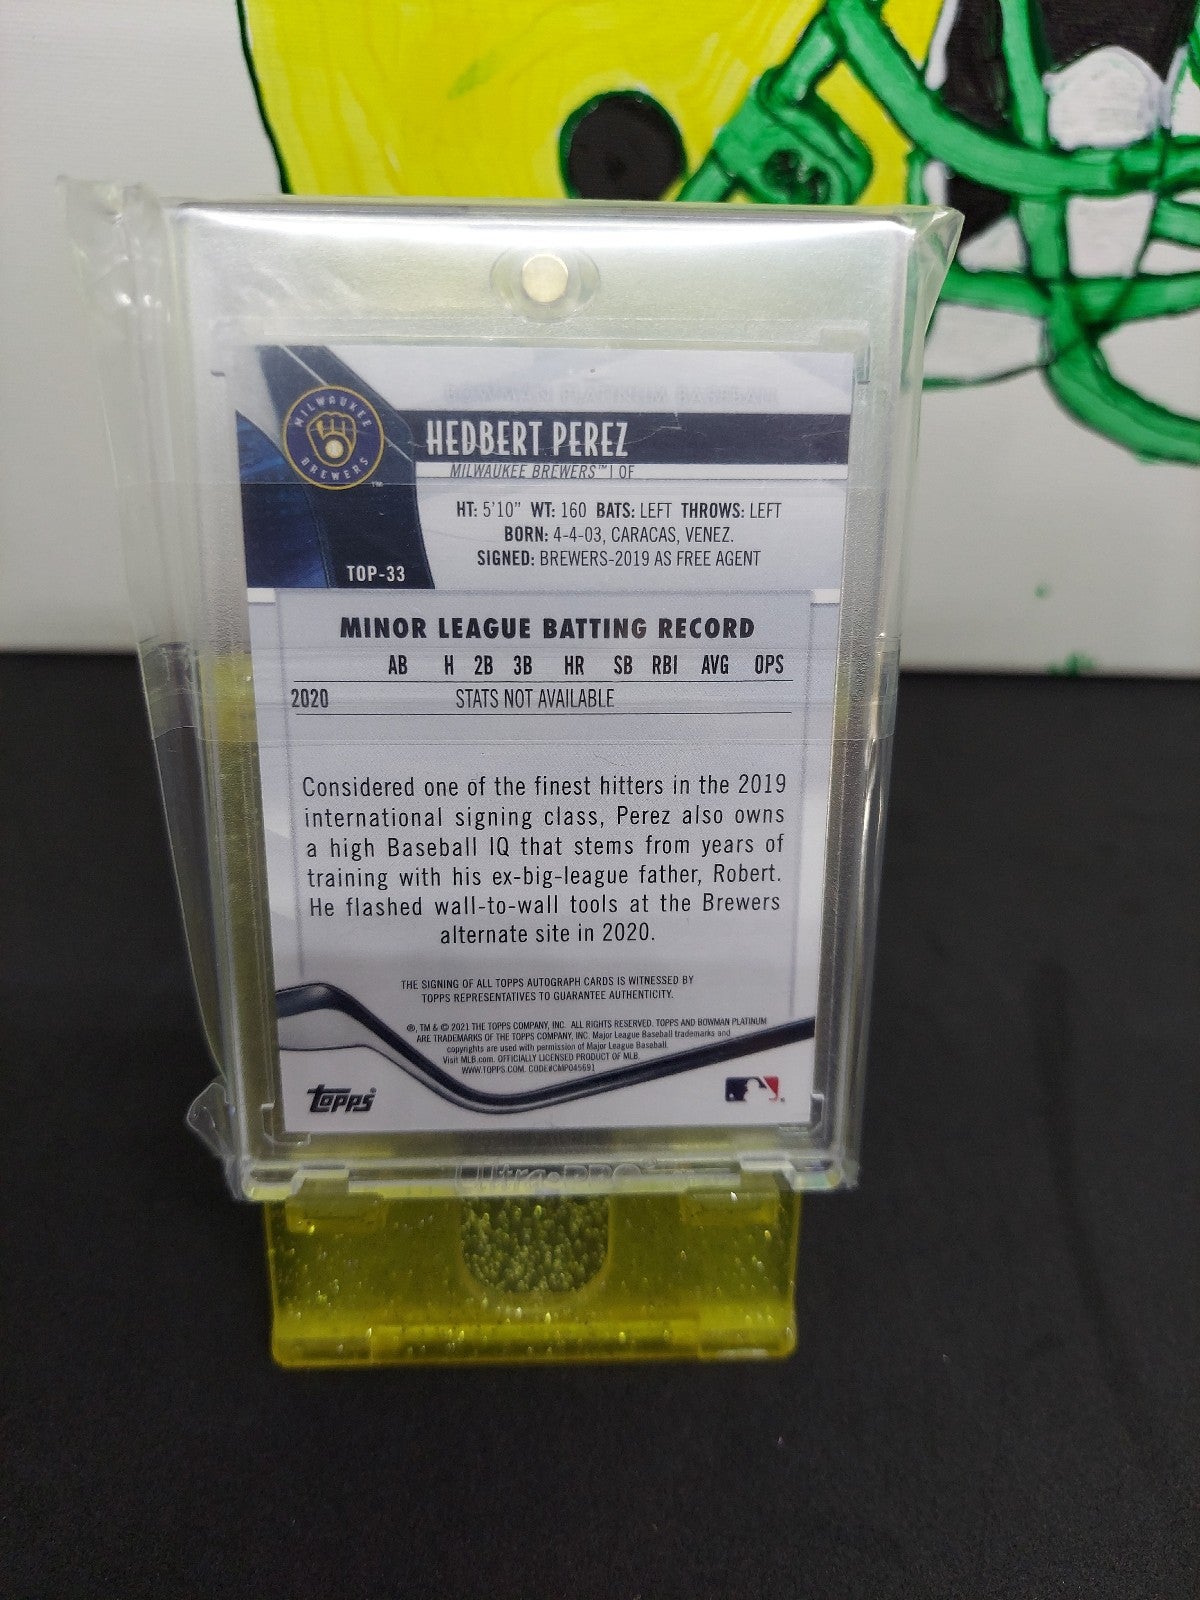 MILWAUKEE
BREWERS
™
HEDBERT PEREZ
MILWAUKEE BREWERS™ | OF
HT: 5'10" WT: 160 BATS: LEFT THROWS: LEFT
BORN: 4-4-03, CARACAS, VENEZ.
SIGNED: BREWERS-2019 AS FREE AGENT
TOP-33
MINOR LEAGUE BATTING RECORD
AB H 2B 3B HR SB RBI AVG OPS
2020 STATS NOT AVAILABLE
Considered one of the finest hitters in the 2019
international signing class, Perez also owns
a high Baseball IQ that stems from years of
training with his ex-big-league father, Robert.
He flashed wall-to-wall tools at the Brewers
alternate site in 2020.
THE SIGNING OF ALL TOPPS AUTOGRAPH CARDS IS WITNESSED BY
TOPPS REPRESENTATIVES TO GUARANTEE AUTHENTICITY.
®, TM & © 2021 THE TOPPS COMPANY, INC. ALL RIGHTS RESERVED. TOPPS AND BOWMAN PLATINUM
ARE TRADEMARKS OF THE TOPPS COMPANY, INC. Major League Baseball trademarks and
copyrights are used with permission of Major League Baseball.
Visit MLB.com. OFFICIALLY LICENSED PRODUCT OF MLB.
WWW.TOPPS.COM. CODE#CMP045691
Topps®
Ultra•PRO